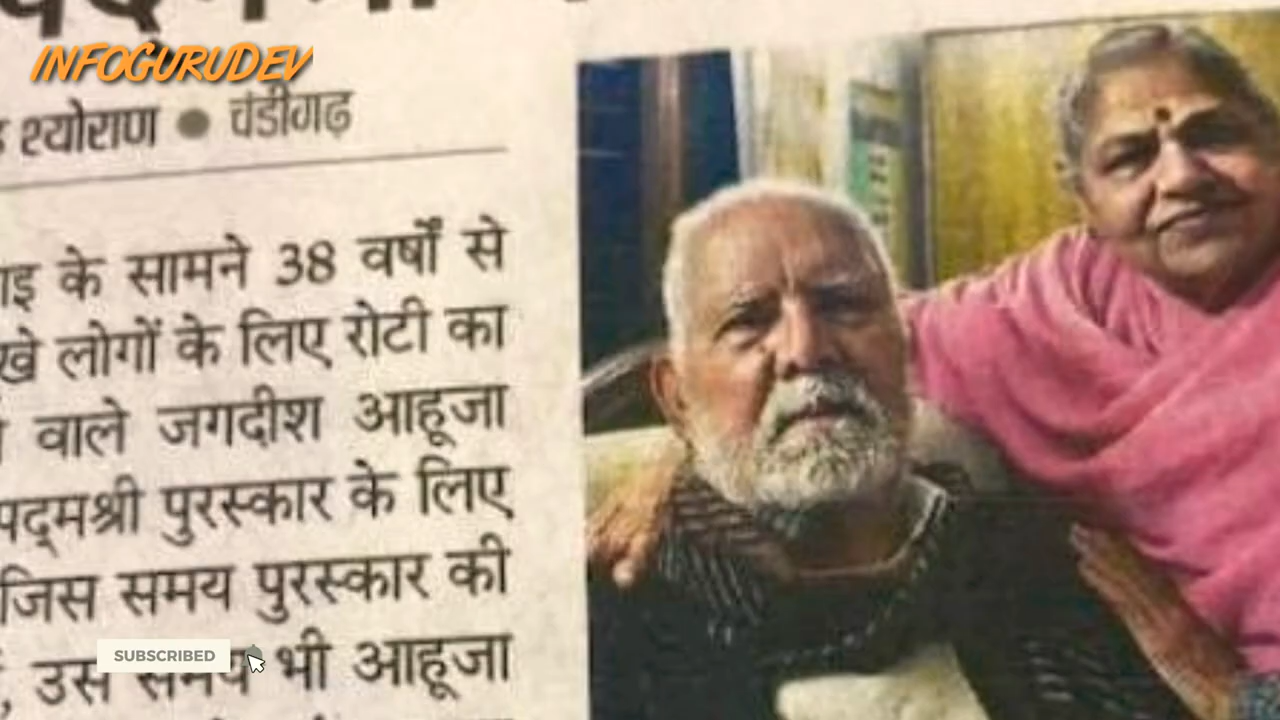 INFOGURUDEV
श्योराण ● चंडीगढ़
के सामने 38 वर्षों से
लोगों के लिए रोटी का
वाले जगदीश आहूजा
पद्मश्री पुरस्कार के लिए
जिस समय पुरस्कार की
उस समय भी आहूजा
SUBSCRIBED